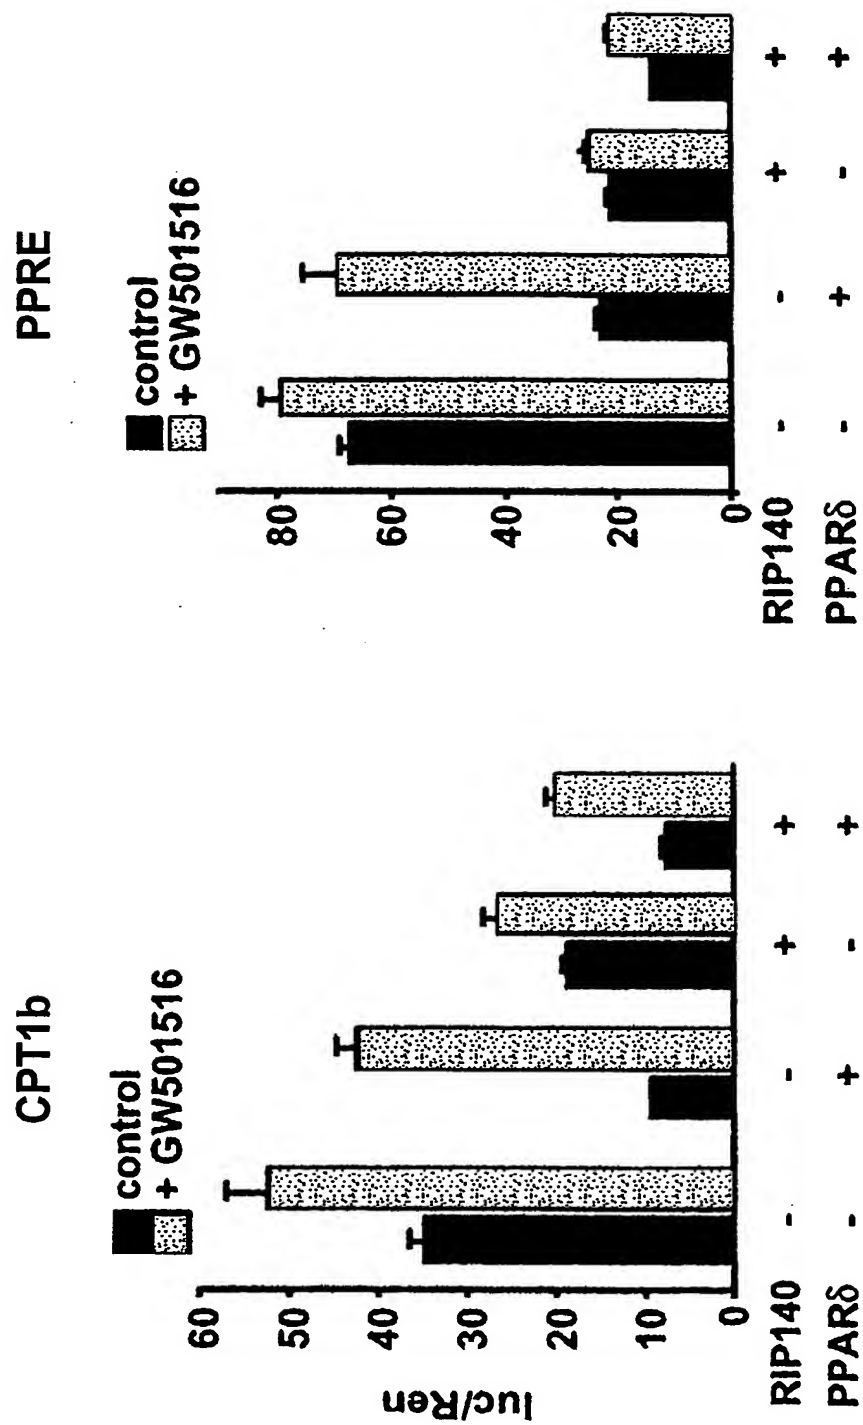 CPT1b
control
+ GW501516
luc/Ren
60
50
40
30
20
10
0
RIP140 - - + +
PPARδ - + - +
PPRE
control
+ GW501516
80
60
40
20
0
RIP140 - - + +
PPARδ - + - +